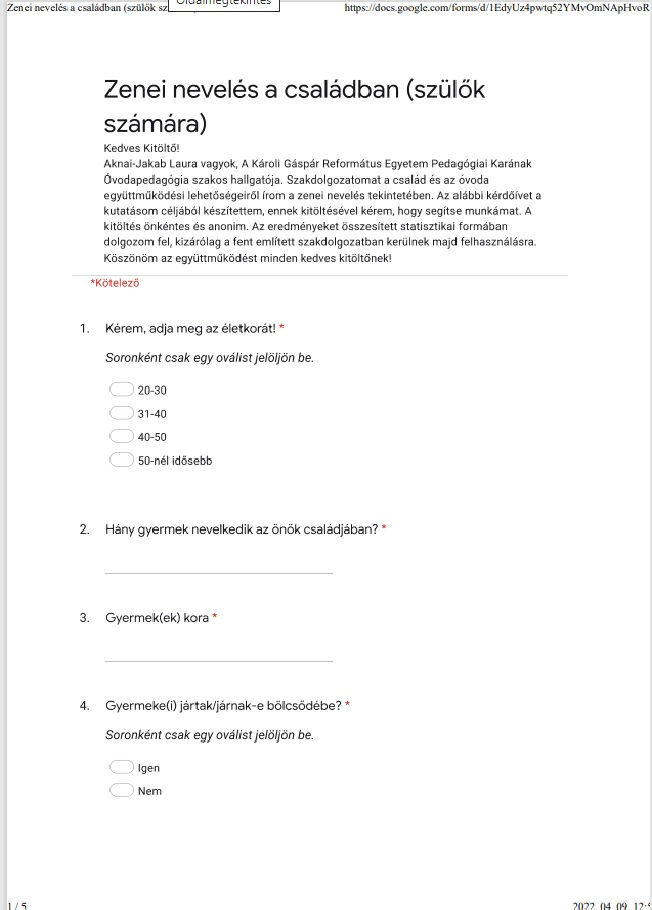 Zenei nevelés a családban (szülők sz
Oldalmegtekintés
https://docs.google.com/forms/d/1EdyUz4pwtq52YMvOmNApHvoR
Zenei nevelés a családban (szülők
számára)
Kedves Kitöltő!
Aknai-Jakab Laura vagyok, A Károli Gáspár Református Egyetem Pedagógiai Karának
Óvodapedagógia szakos hallgatója. Szakdolgozatomat a család és az óvoda
együttműködési lehetőségeiről írom a zenei nevelés tekintetében. Az alábbi kérdőívet a
kutatásom céljából készítettem, ennek kitöltésével kérem, hogy segítse munkámat. A
kitöltés önkéntes és anonim. Az eredményeket összesített statisztikai formában
dolgozom fel, kizárólag a fent említett szakdolgozatban kerülnek majd felhasználásra.
Köszönöm az együttműködést minden kedves kitöltőnek!
*Kötelező
1. Kérem, adja meg az életkorát! *
Soronként csak egy oválist jelöljön be.
20-30
31-40
40-50
50-nél idősebb
2. Hány gyermek nevelkedik az önök családjában? *
3. Gyermek(ek) kora *
4. Gyermeke(i) jártak/járnak-e bölcsődébe? *
Soronként csak egy oválist jelöljön be.
Igen
Nem
1 / 5
2022. 04. 09. 12:5